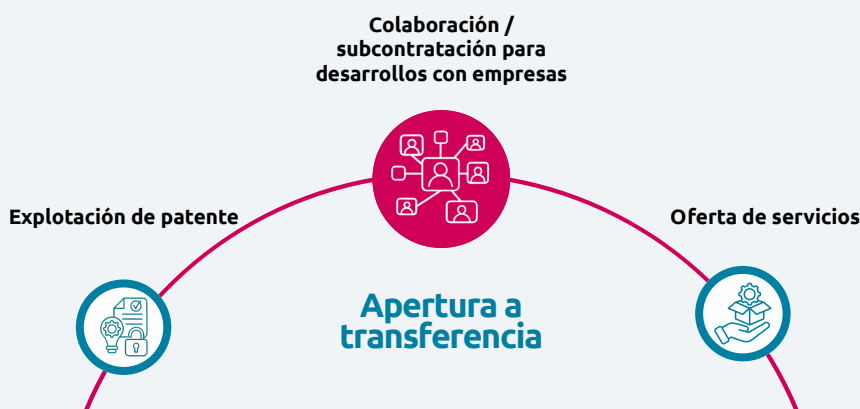 Colaboración /
subcontratación para
desarrollos con empresas
Explotación de patente
Oferta de servicios
Apertura a
transferencia